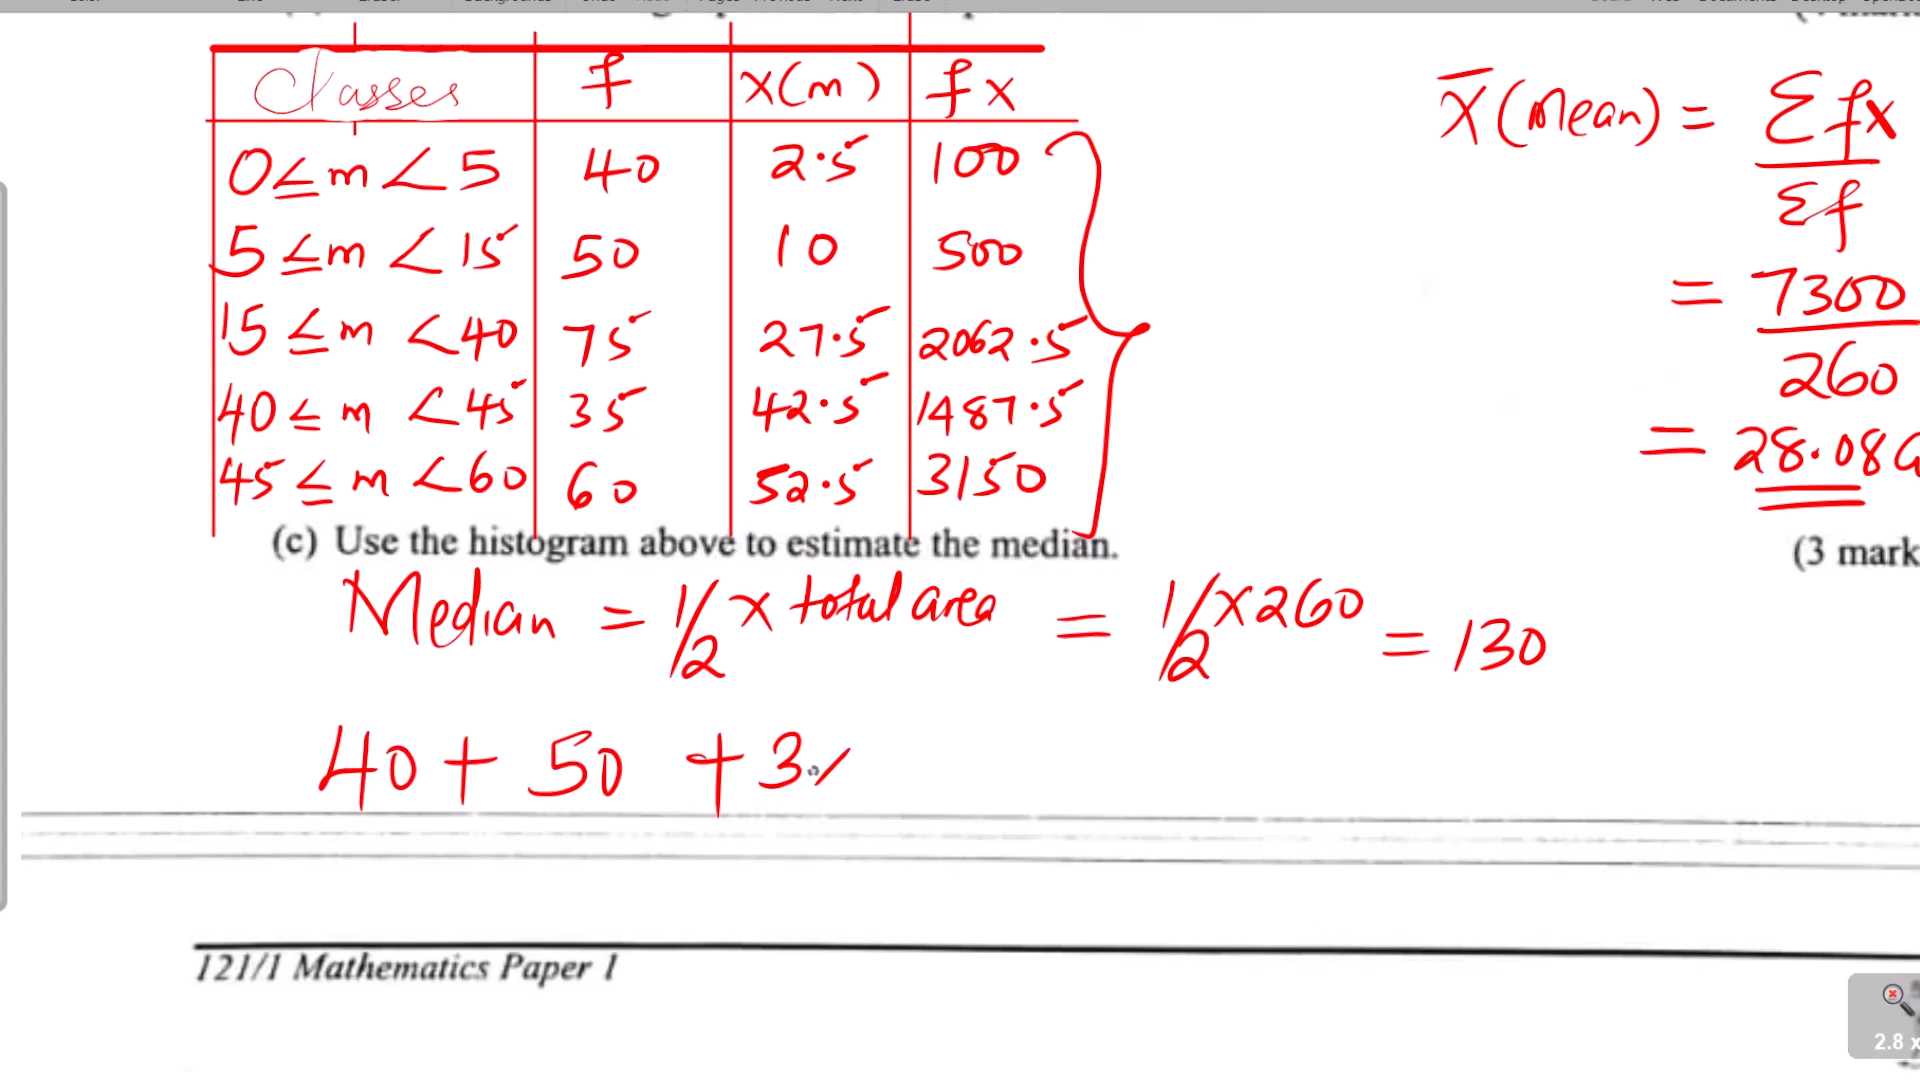 Classes f x(m) fx
0≤m<5 40 2.5 100
5≤m<15 50 10 500
15≤m<40 75 27.5 2062.5
40≤m<45 35 42.5 1487.5
45≤m<60 60 52.5 3150
x̄(Mean) = Σfx
Σf
= 7300
260
= 28.08
(c) Use the histogram above to estimate the median.
(3 mark
Median = 1/2 x total area = 1/2 x 260 = 130
40 + 50 + 3
121/1 Mathematics Paper 1
2.8 x